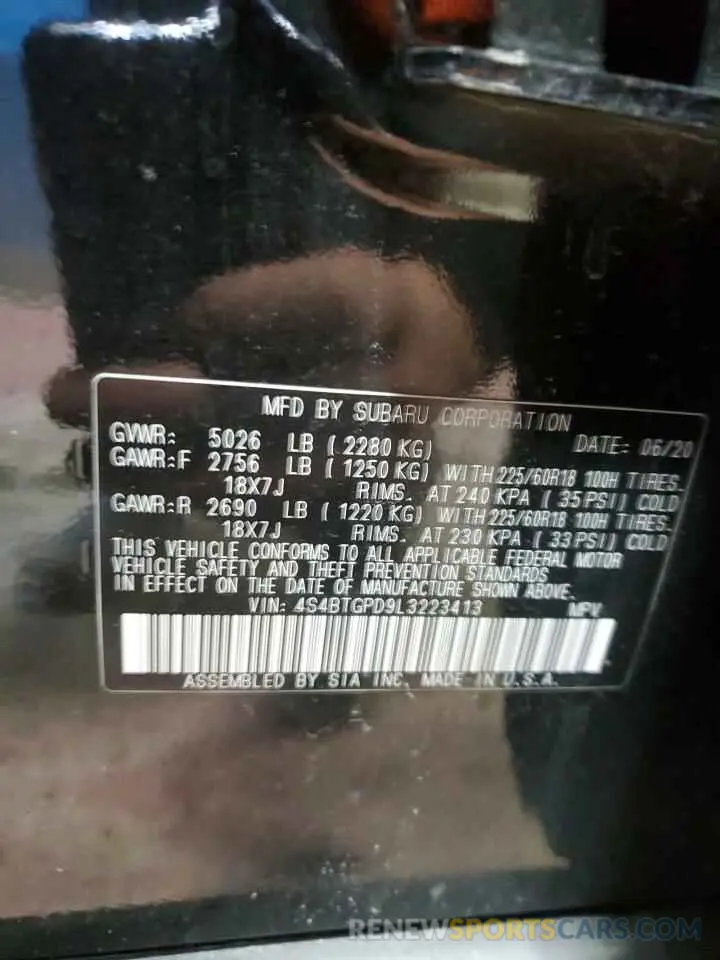 MFD BY SUBARU CORPORATION
GVWR: 5026 LB ( 2280 KG) DATE: 06/20
GAWR:F 2756 LB ( 1250 KG) WITH 225/60R18 100H TIRES.
18X7J RIMS. AT 240 KPA ( 35 PSI) COLD
GAWR:R 2690 LB ( 1220 KG) WITH 225/60R18 100H TIRES.
18X7J RIMS. AT 230 KPA ( 33 PSI) COLD
THIS VEHICLE CONFORMS TO ALL APPLICABLE FEDERAL MOTOR
VEHICLE SAFETY AND THEFT PREVENTION STANDARDS
IN EFFECT ON THE DATE OF MANUFACTURE SHOWN ABOVE.
VIN: 4S4BTGPD9L3223413 MPV
ASSEMBLED BY SIA INC. MADE IN U.S.A.
RENEWSPORTSCARS.COM